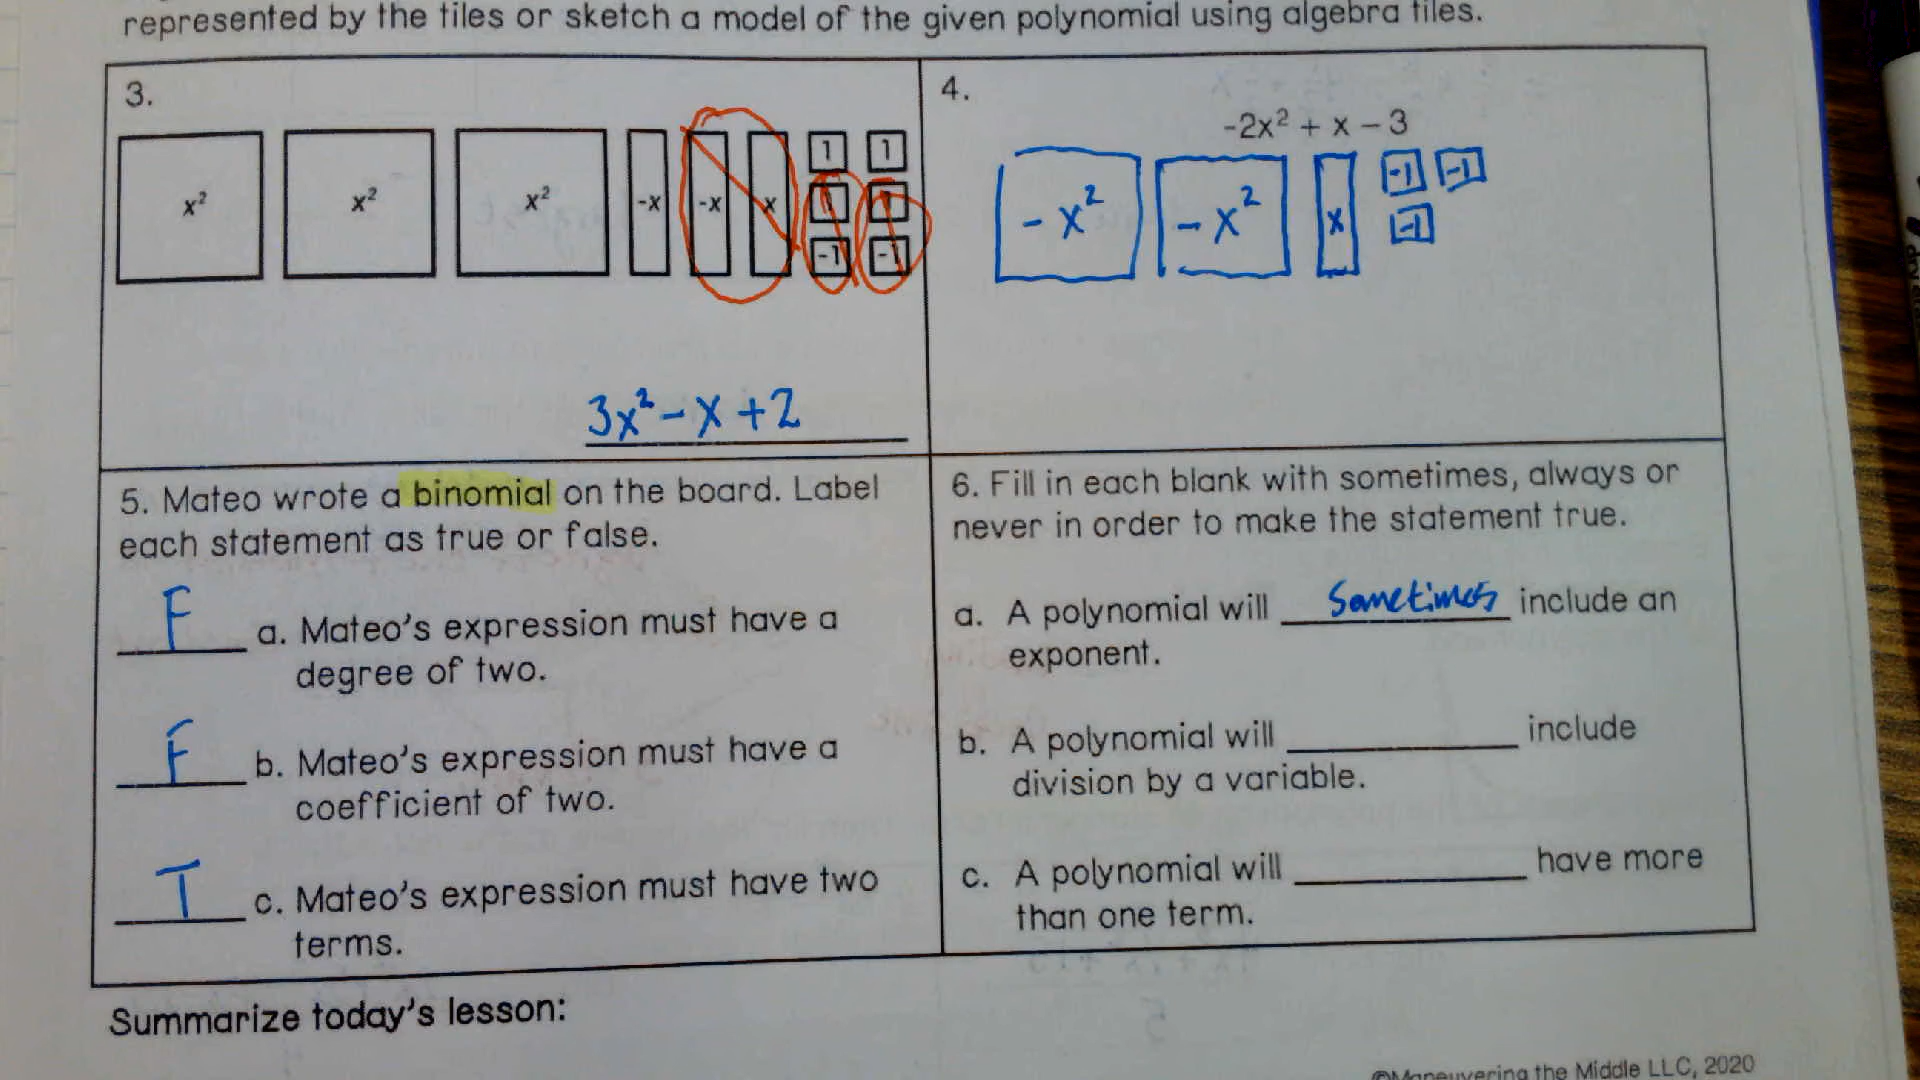 represented by the tiles or sketch a model of the given polynomial using algebra tiles.
3.
x² x² x² -x -x x 1 1
1 1
-1 -1
3x² - x + 2
4.
-2x² + x – 3
- x² - x² x -1 -1
-1
5. Mateo wrote a binomial on the board. Label
each statement as true or false.
F a. Mateo's expression must have a
degree of two.
F b. Mateo's expression must have a
coefficient of two.
T c. Mateo's expression must have two
terms.
6. Fill in each blank with sometimes, always or
never in order to make the statement true.
a. A polynomial will Sometimes include an
exponent.
b. A polynomial will include
division by a variable.
c. A polynomial will have more
than one term.
Summarize today's lesson:
©Maneuvering the Middle LLC, 2020